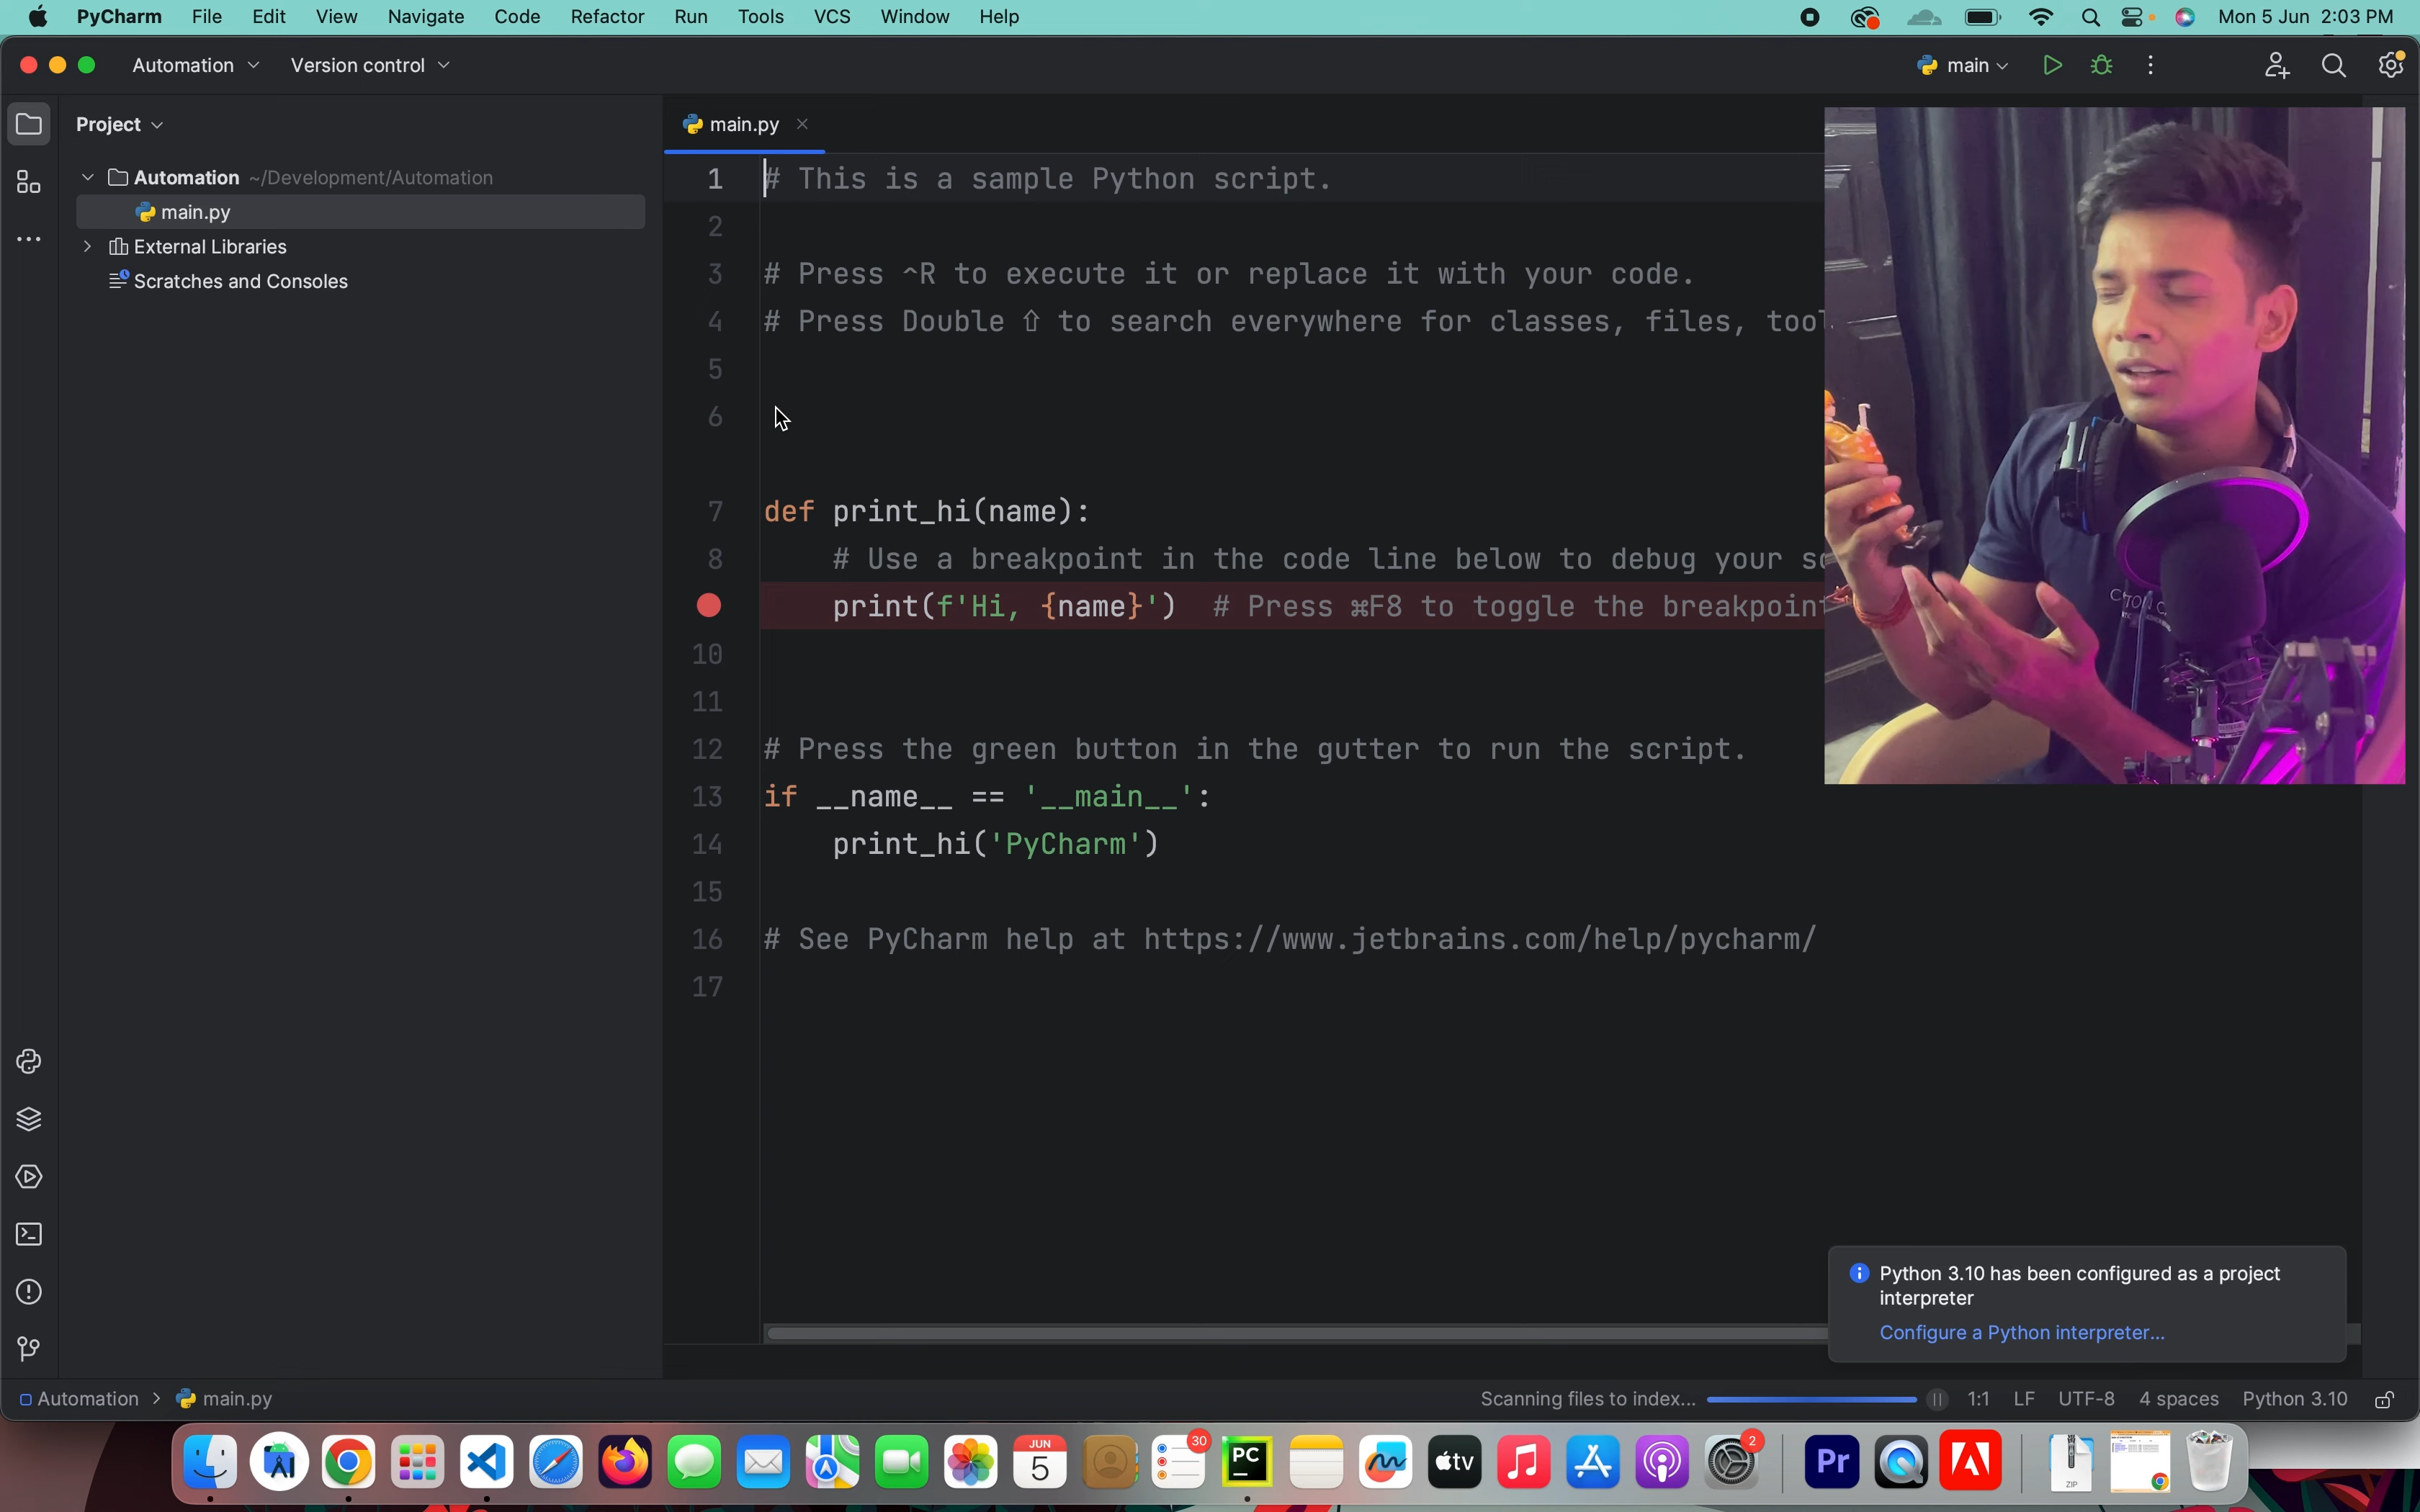 PyCharm File Edit View Navigate Code Refactor Run Tools VCS Window Help Mon 5 Jun 2:03 PM
Automation Version control main
Project
main.py
Automation ~/Development/Automation
main.py
External Libraries
Scratches and Consoles
1 # This is a sample Python script.
2
3 # Press ^R to execute it or replace it with your code.
4 # Press Double ⇧ to search everywhere for classes, files, tool
5
6
7 def print_hi(name):
8 # Use a breakpoint in the code line below to debug your
print(f'Hi, {name}') # Press ⌘F8 to toggle the breakpoint
10
11
12 # Press the green button in the gutter to run the script.
13 if __name__ == '__main__':
14 print_hi('PyCharm')
15
16 # See PyCharm help at https://www.jetbrains.com/help/pycharm/
17
Python 3.10 has been configured as a project
interpreter
Configure a Python interpreter...
Automation > main.py Scanning files to index... 1:1 LF UTF-8 4 spaces Python 3.10
30
2
JUN
5
PC
tv
Pr
ZIP